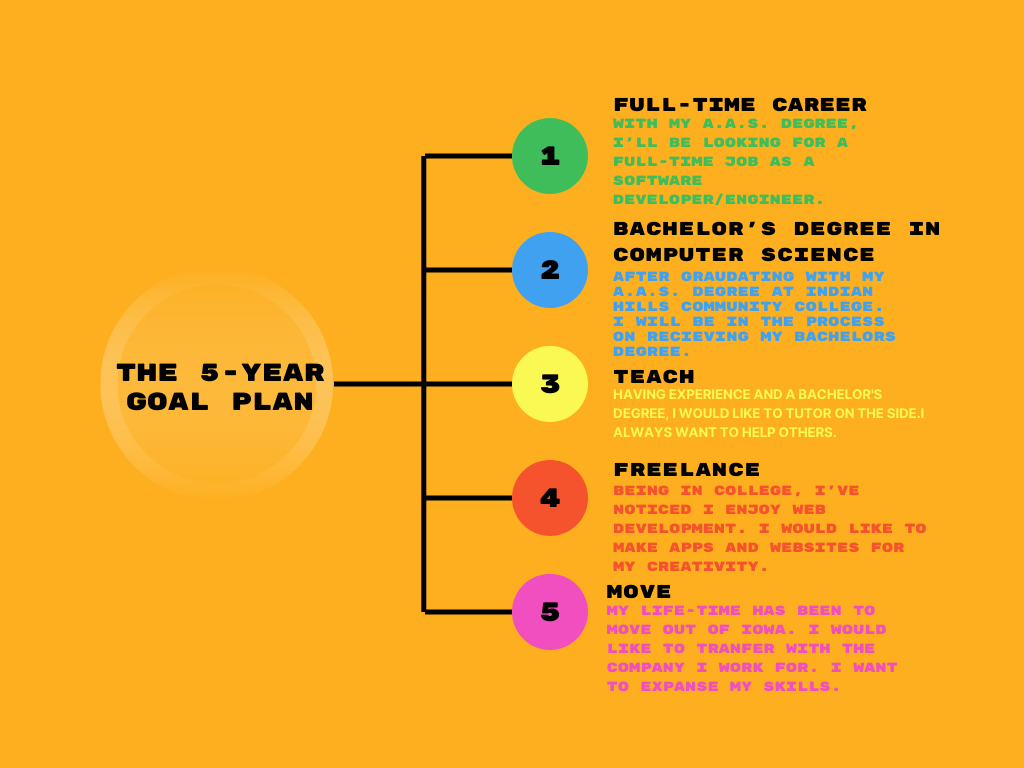 THE 5-YEAR
GOAL PLAN
1
FULL-TIME CAREER
WITH MY A.A.S. DEGREE,
I'LL BE LOOKING FOR A
FULL-TIME JOB AS A
SOFTWARE
DEVELOPER/ENGINEER.
2
BACHELOR'S DEGREE IN
COMPUTER SCIENCE
AFTER GRAUDATING WITH MY
A.A.S. DEGREE AT INDIAN
HILLS COMMUNITY COLLEGE.
I WILL BE IN THE PROCESS
ON RECIEVING MY BACHELORS
DEGREE.
3
TEACH
HAVING EXPERIENCE AND A BACHELOR'S
DEGREE, I WOULD LIKE TO TUTOR ON THE SIDE.I
ALWAYS WANT TO HELP OTHERS.
4
FREELANCE
BEING IN COLLEGE, I'VE
NOTICED I ENJOY WEB
DEVELOPMENT. I WOULD LIKE TO
MAKE APPS AND WEBSITES FOR
MY CREATIVITY.
5
MOVE
MY LIFE-TIME HAS BEEN TO
MOVE OUT OF IOWA. I WOULD
LIKE TO TRANFER WITH THE
COMPANY I WORK FOR. I WANT
TO EXPANSE MY SKILLS.